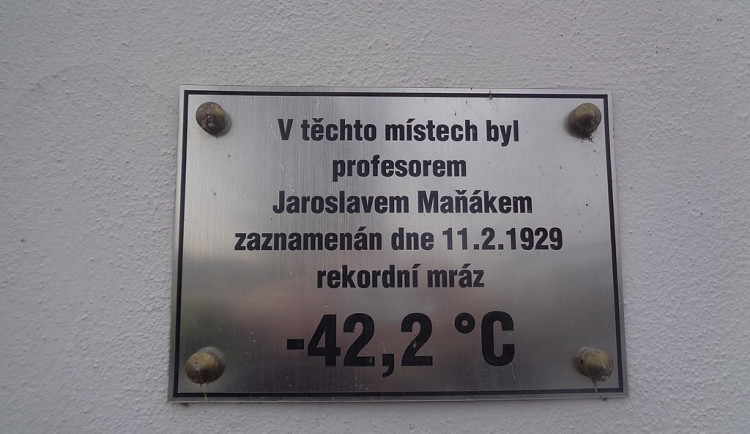 V těchto místech byl
profesorem
Jaroslavem Maňákem
zaznamenán dne 11.2.1929
rekordní mráz
-42,2 °C